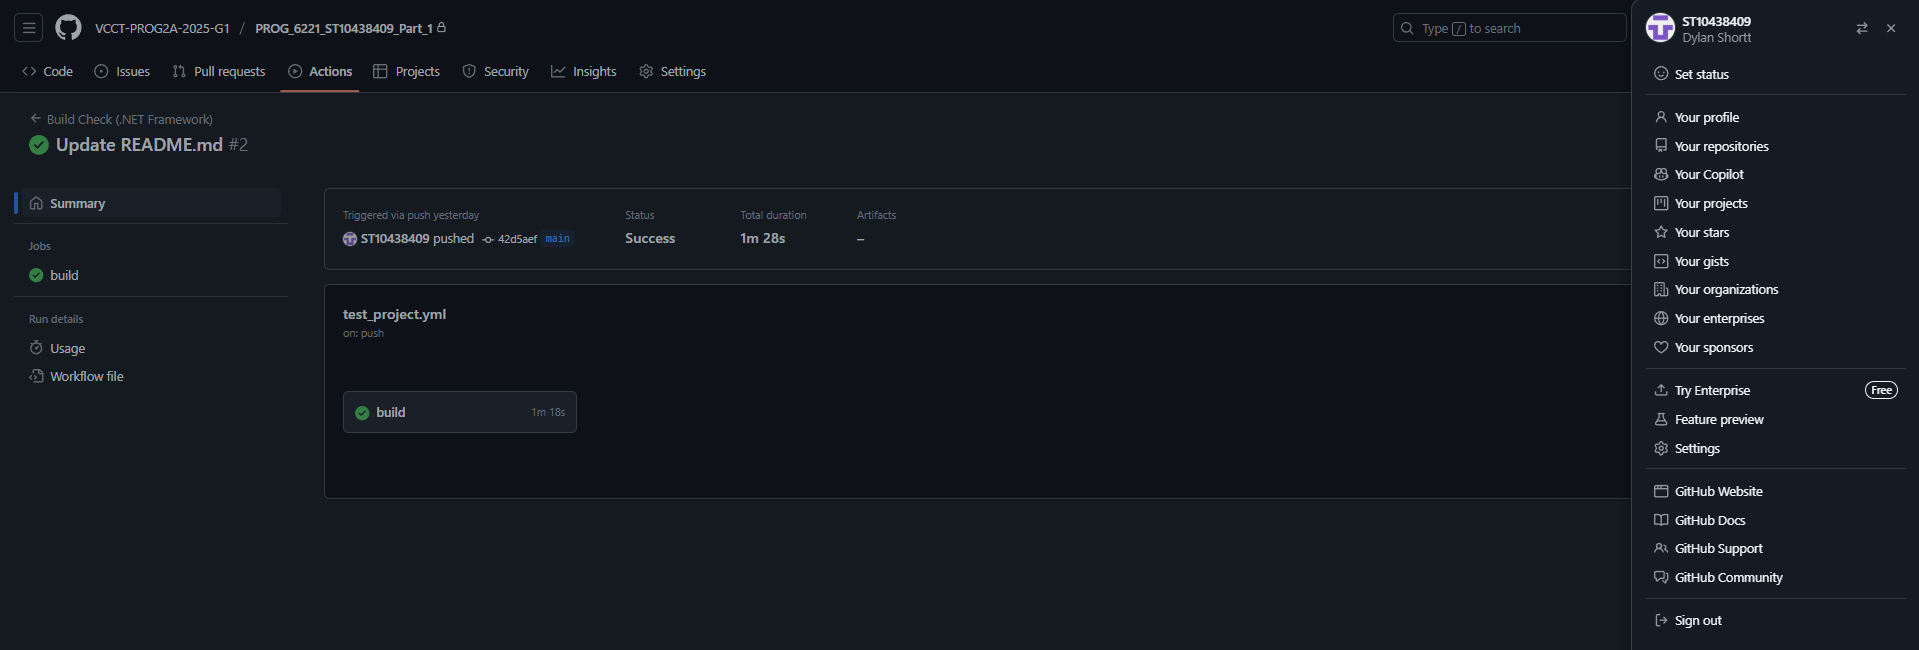 VCCT-PROG2A-2025-G1 / PROG_6221_ST10438409_Part_1
Type / to search
ST10438409
Dylan Shortt
Code
Issues
Pull requests
Actions
Projects
Security
Insights
Settings
Build Check (.NET Framework)
Update README.md #2
Summary
Jobs
build
Run details
Usage
Workflow file
Triggered via push yesterday
ST10438409 pushed 42d5aef main
Status
Success
Total duration
1m 28s
Artifacts
–
test_project.yml
on: push
build 1m 18s
Set status
Your profile
Your repositories
Your Copilot
Your projects
Your stars
Your gists
Your organizations
Your enterprises
Your sponsors
Try Enterprise Free
Feature preview
Settings
GitHub Website
GitHub Docs
GitHub Support
GitHub Community
Sign out